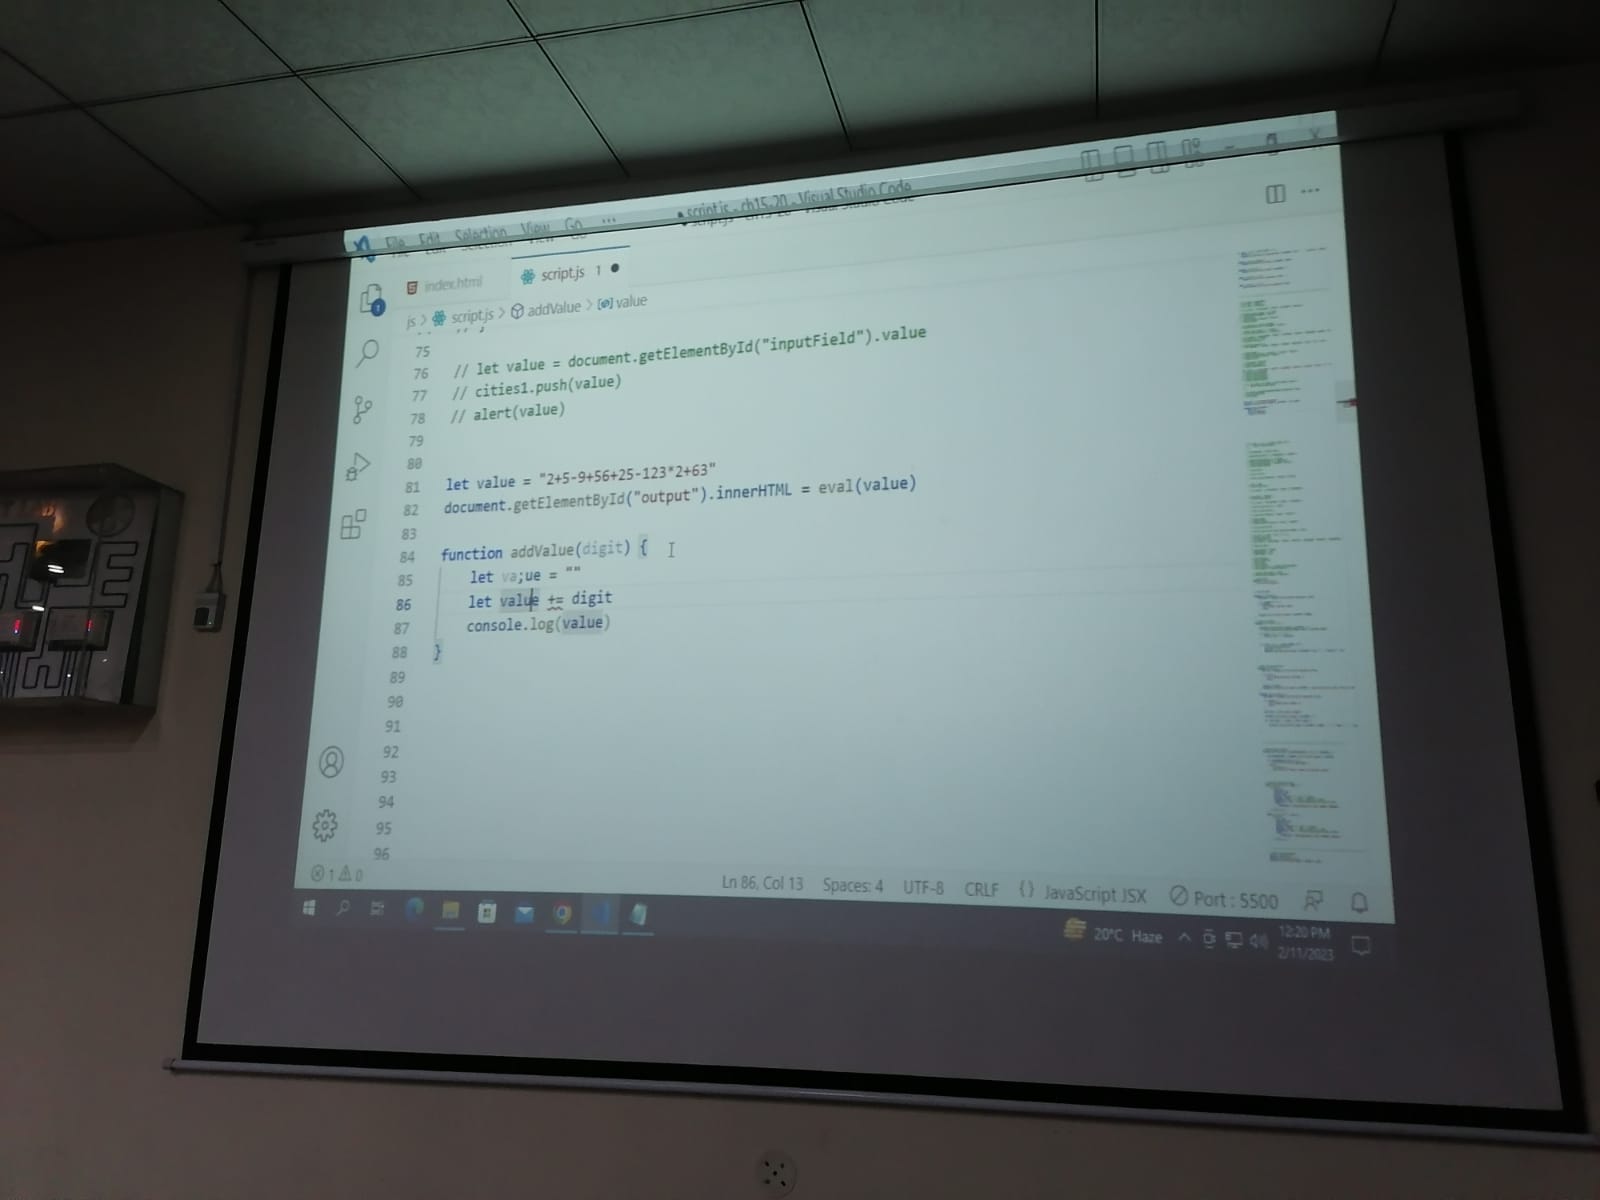 File Edit Selection View Go ··· ● script.js - ch15-20 - Visual Studio Code
index.html script.js 1 ●
js > script.js > addValue > value
75
76 // let value = document.getElementById("inputField").value
77 // cities1.push(value)
78 // alert(value)
79
80
81 let value = "2+5-9+56+25-123*2+63"
82 document.getElementById("output").innerHTML = eval(value)
83
84 function addValue(digit) {
85 let va;ue = ""
86 let value += digit
87 console.log(value)
88 }
89
90
91
92
93
94
95
96
1 0 Ln 86, Col 13 Spaces: 4 UTF-8 CRLF {} JavaScript JSX Port : 5500
20°C Haze 12:20 PM
2/11/2023